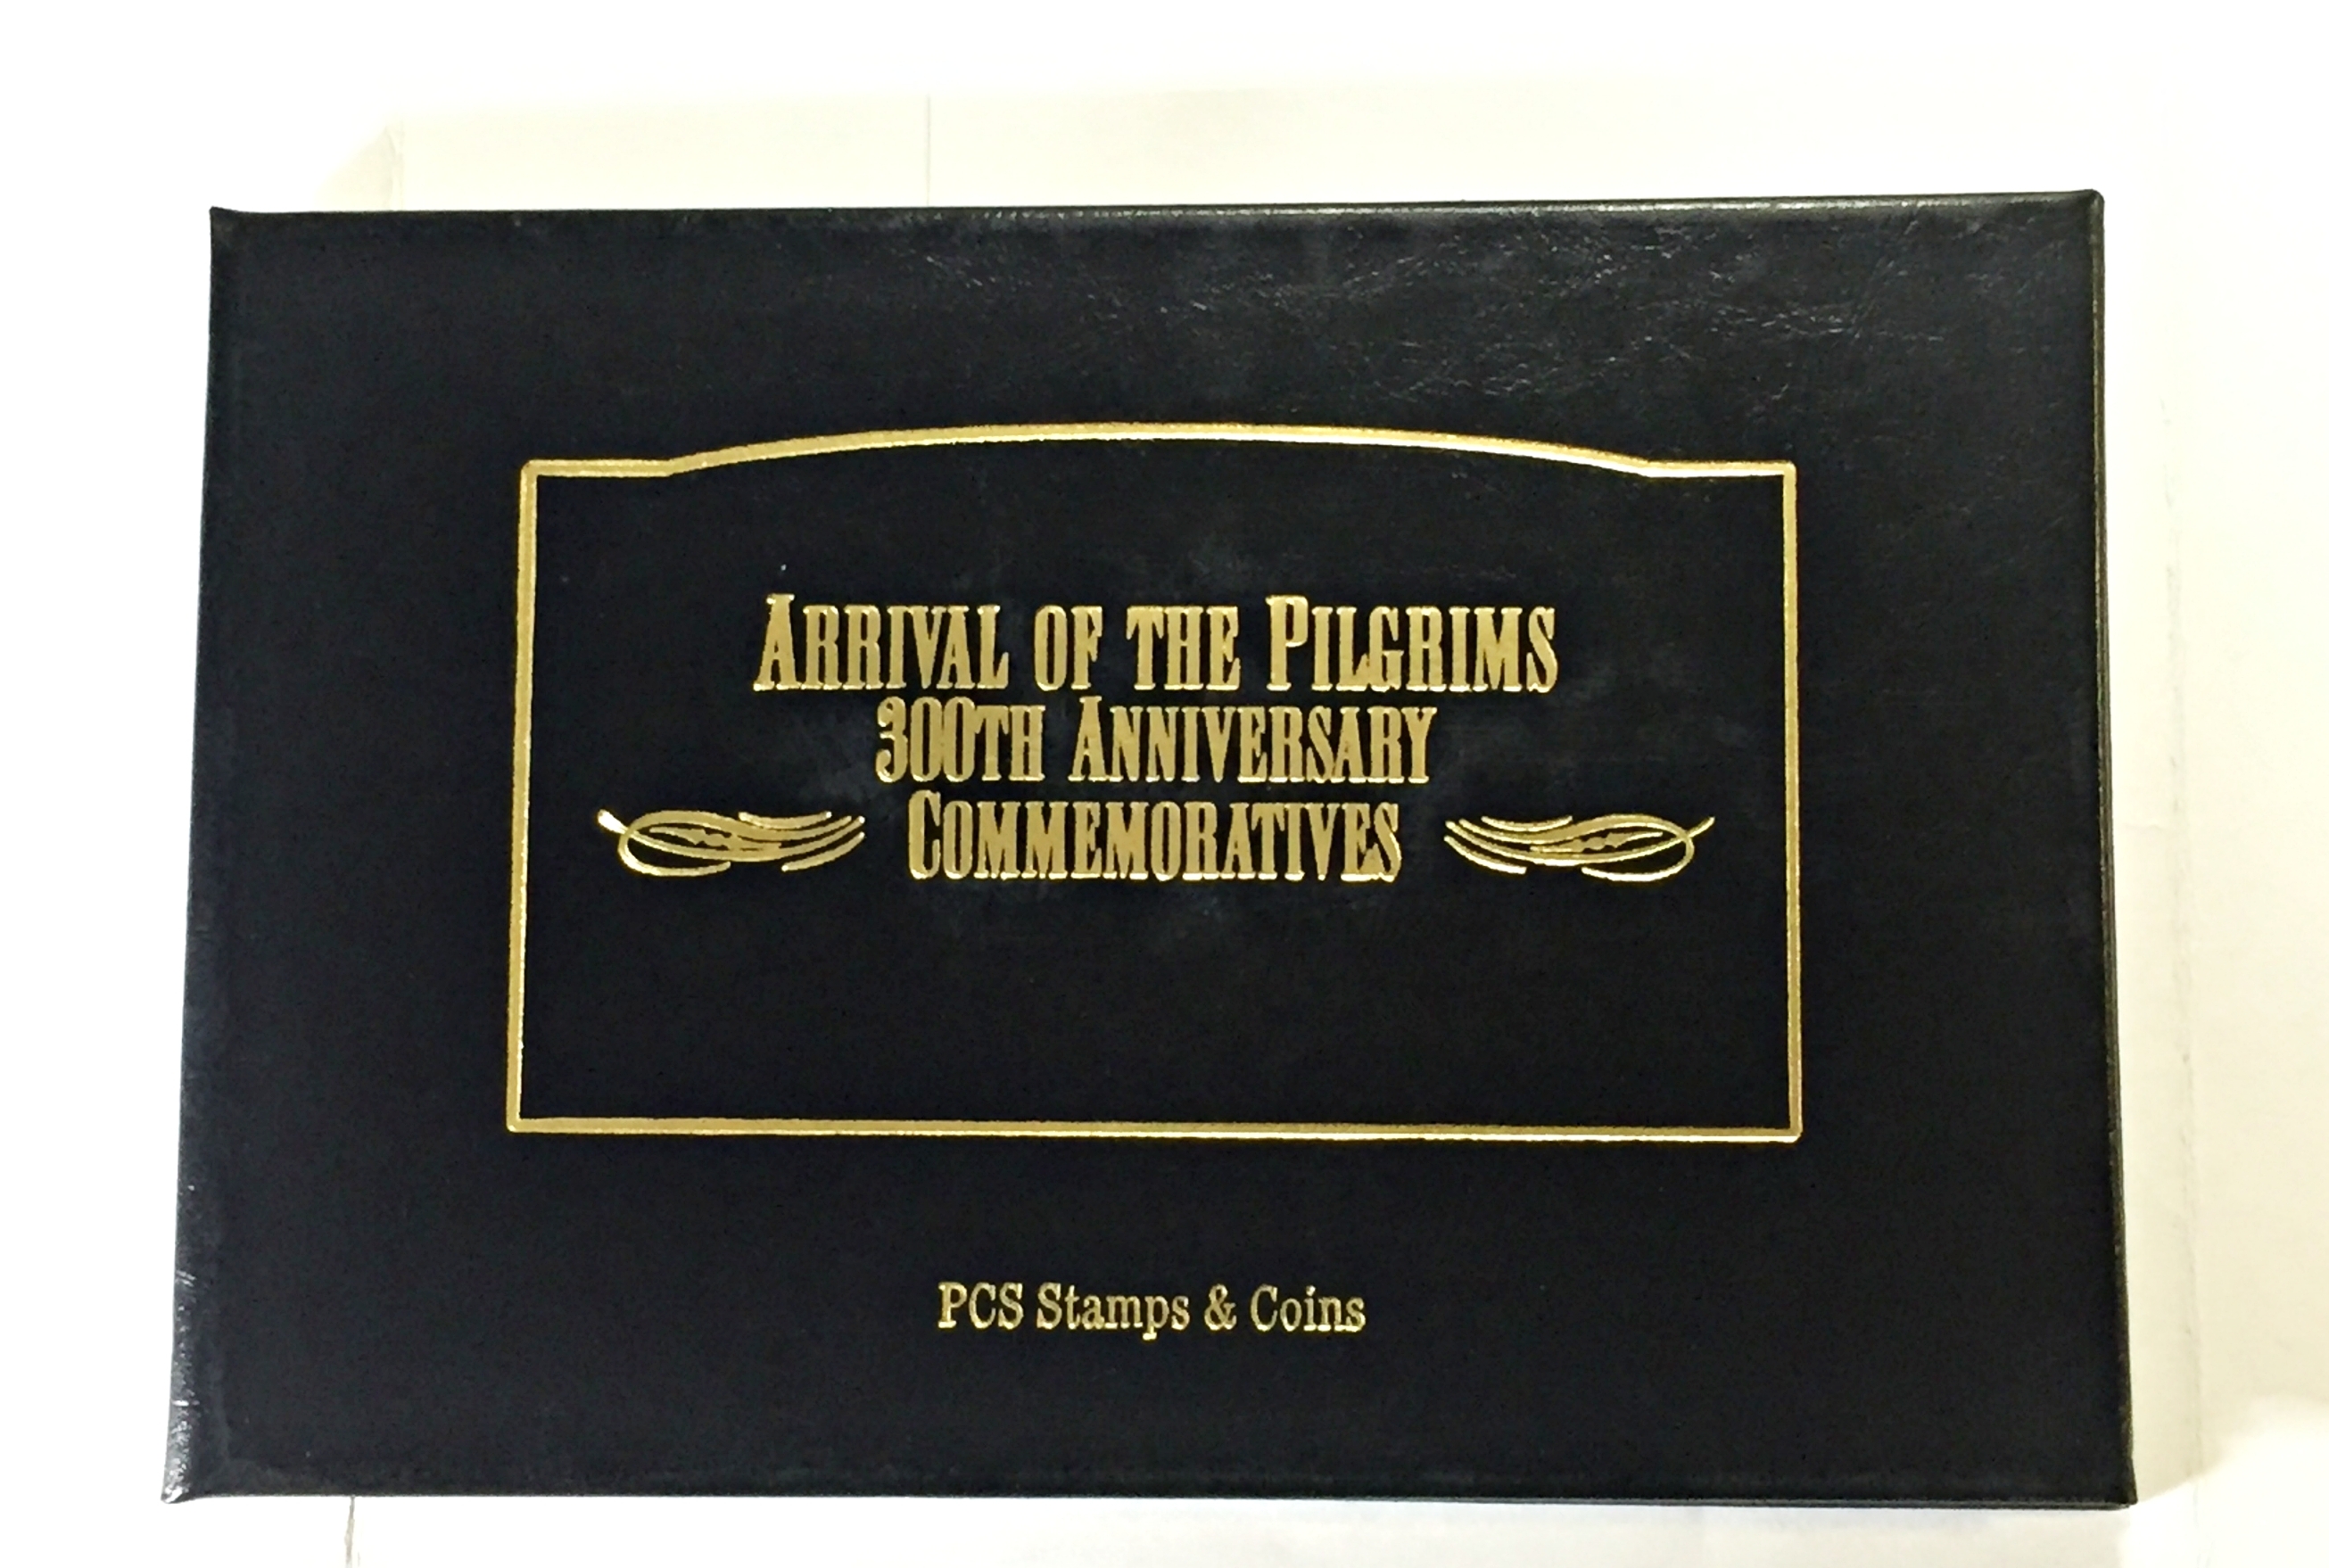 ARRIVAL OF THE PILGRIMS
300TH ANNIVERSARY
COMMEMORATIVES
PCS Stamps & Coins